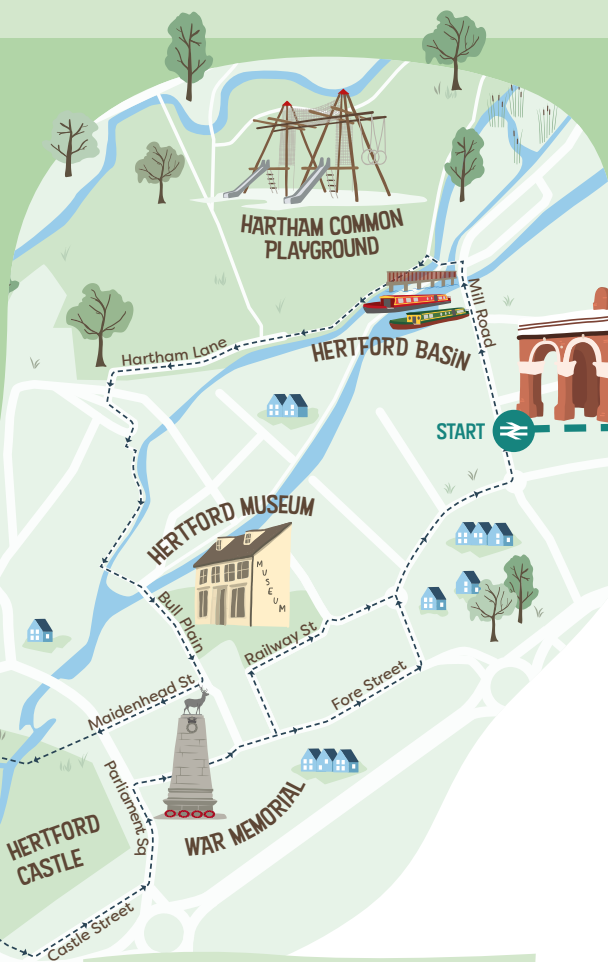 HARTHAM COMMON
PLAYGROUND
Mill Road
Hartham Lane
HERTFORD BASiN
START
HERTFORD MUSEUM
MUSEUM
Bull Plain
Railway St
Maidenhead St
Fore Street
Parliament Sq
WAR MEMORIAL
HERTFORD
CASTLE
Castle Street